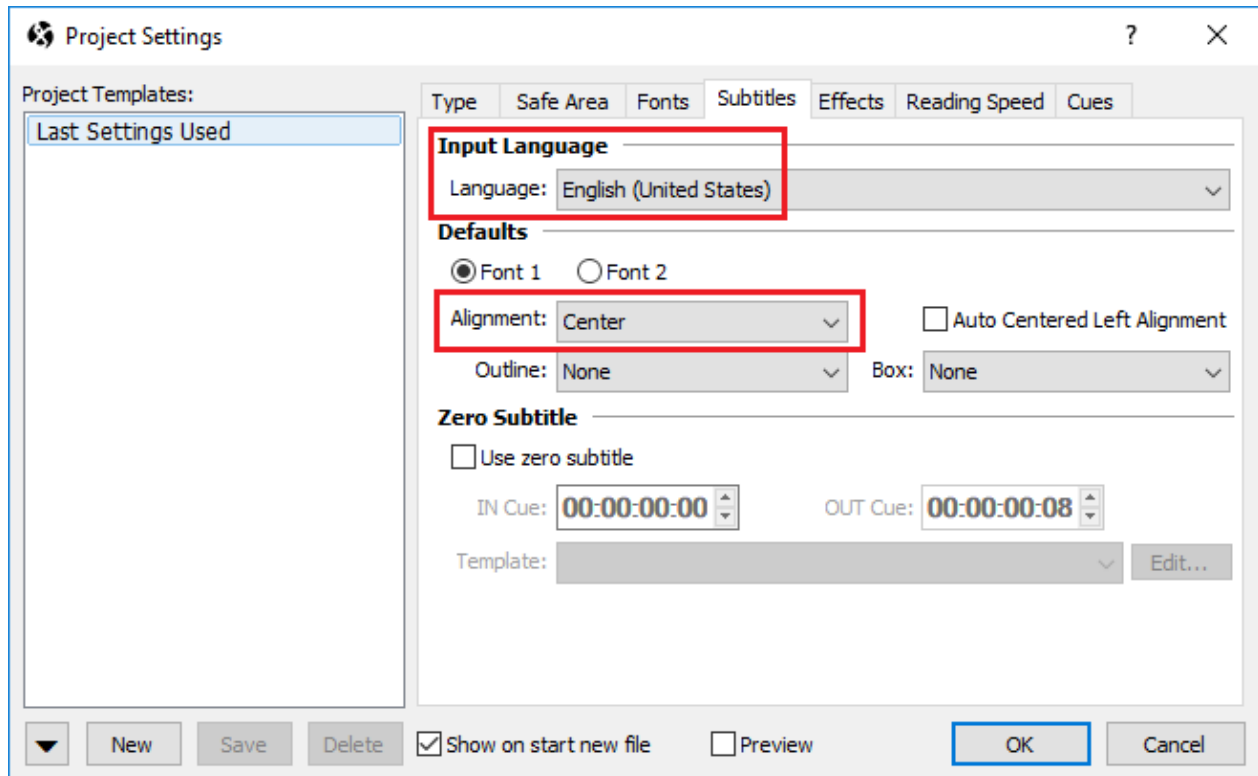 Project Settings
?
Project Templates:
Last Settings Used
Type Safe Area Fonts Subtitles Effects Reading Speed Cues
Input Language
Language: English (United States)
Defaults
Font 1 Font 2
Alignment: Center Auto Centered Left Alignment
Outline: None Box: None
Zero Subtitle
Use zero subtitle
IN Cue: 00:00:00:00 OUT Cue: 00:00:00:08
Template: Edit...
New Save Delete Show on start new file Preview OK Cancel